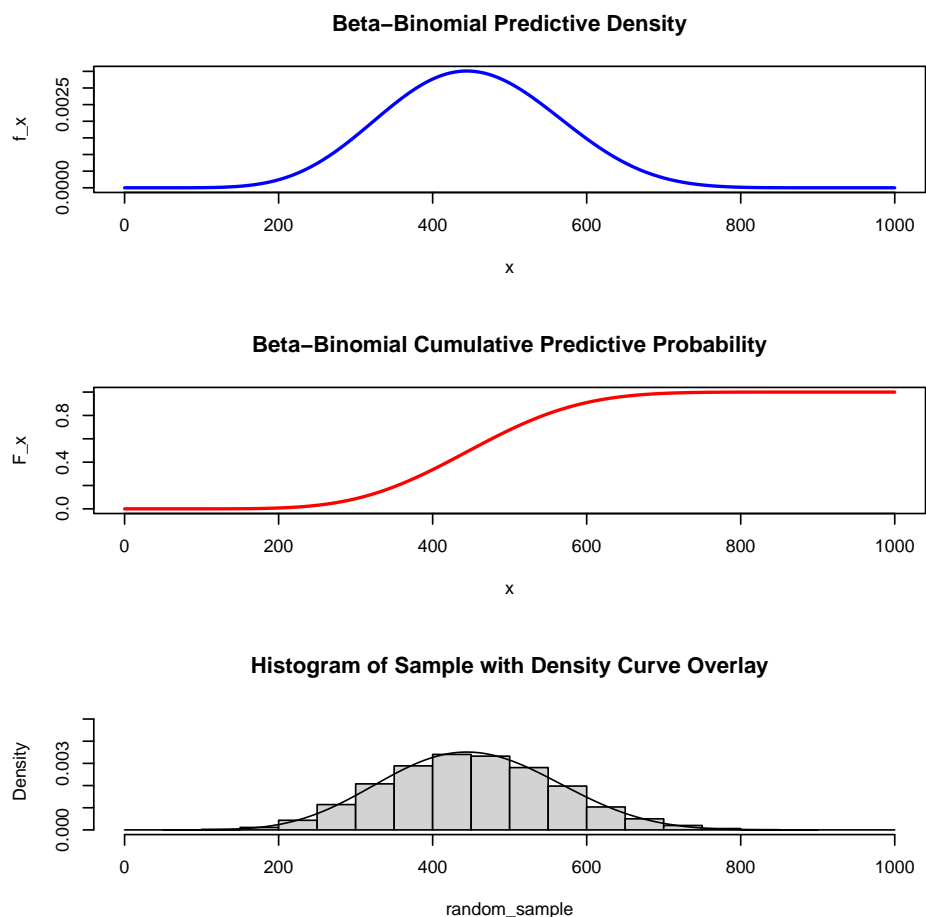 Beta−Binomial Predictive Density
f_x
0.0025
0.0000
0 200 400 600 800 1000
x
Beta−Binomial Cumulative Predictive Probability
F_x
0.8
0.4
0.0
0 200 400 600 800 1000
x
Histogram of Sample with Density Curve Overlay
Density
0.003
0.000
0 200 400 600 800 1000
random_sample